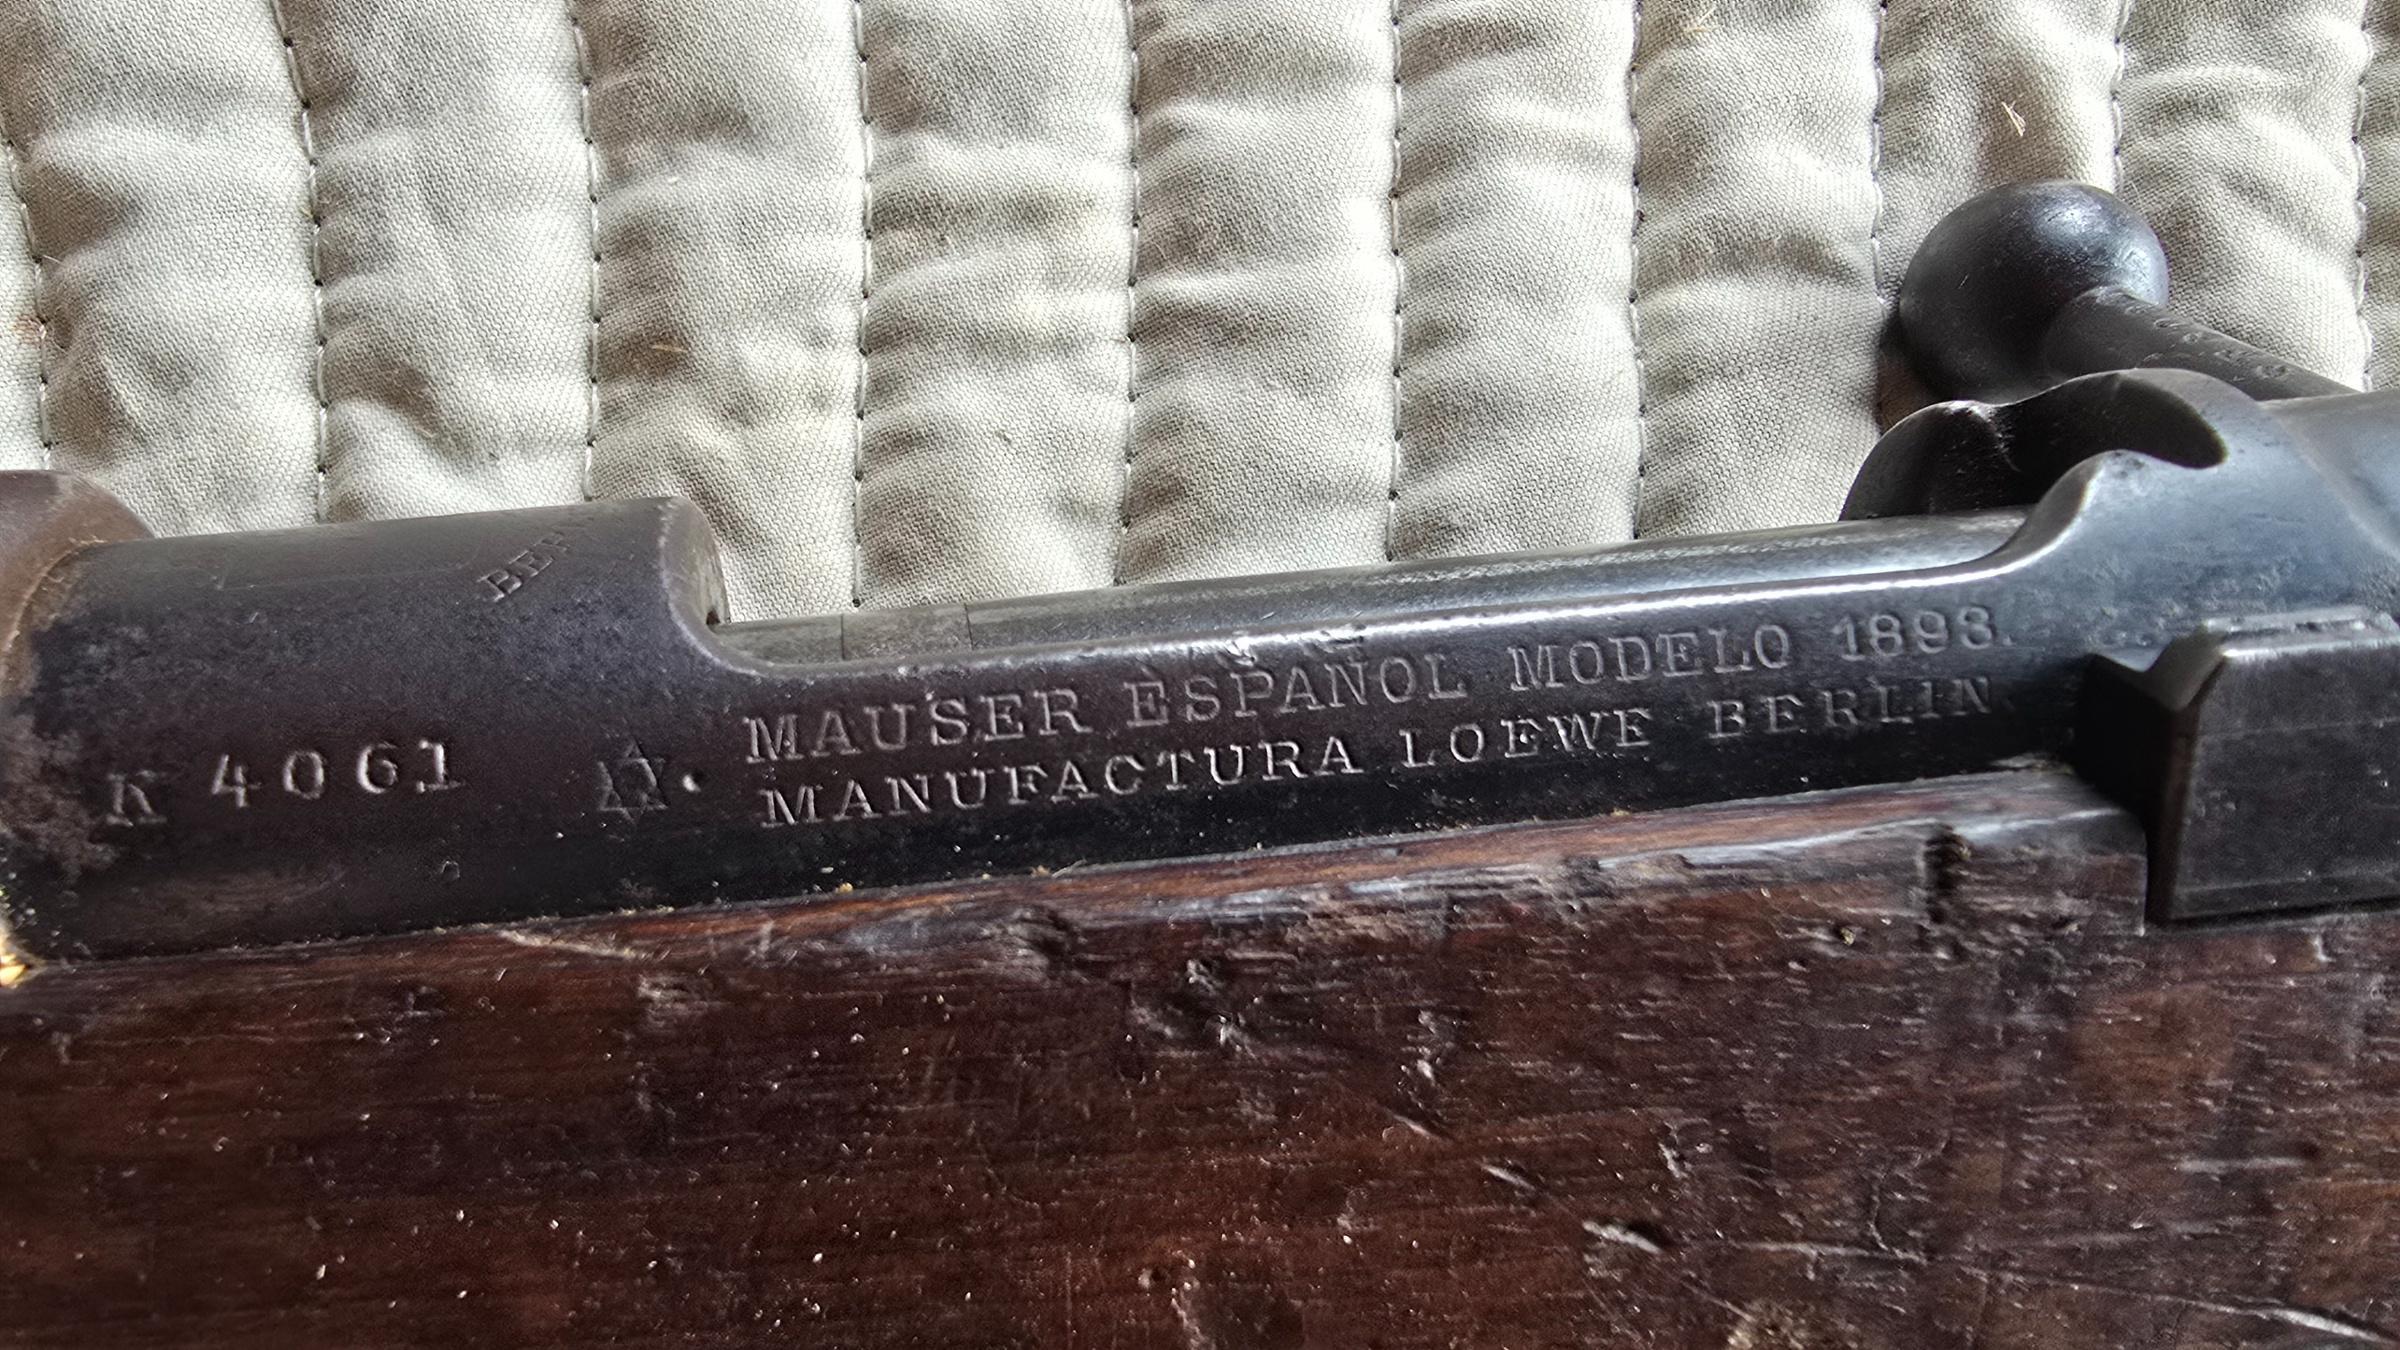 K 4061
MAUSER ESPAÑOL MODELO 1893.
MANUFACTURA LOEWE BERLIN